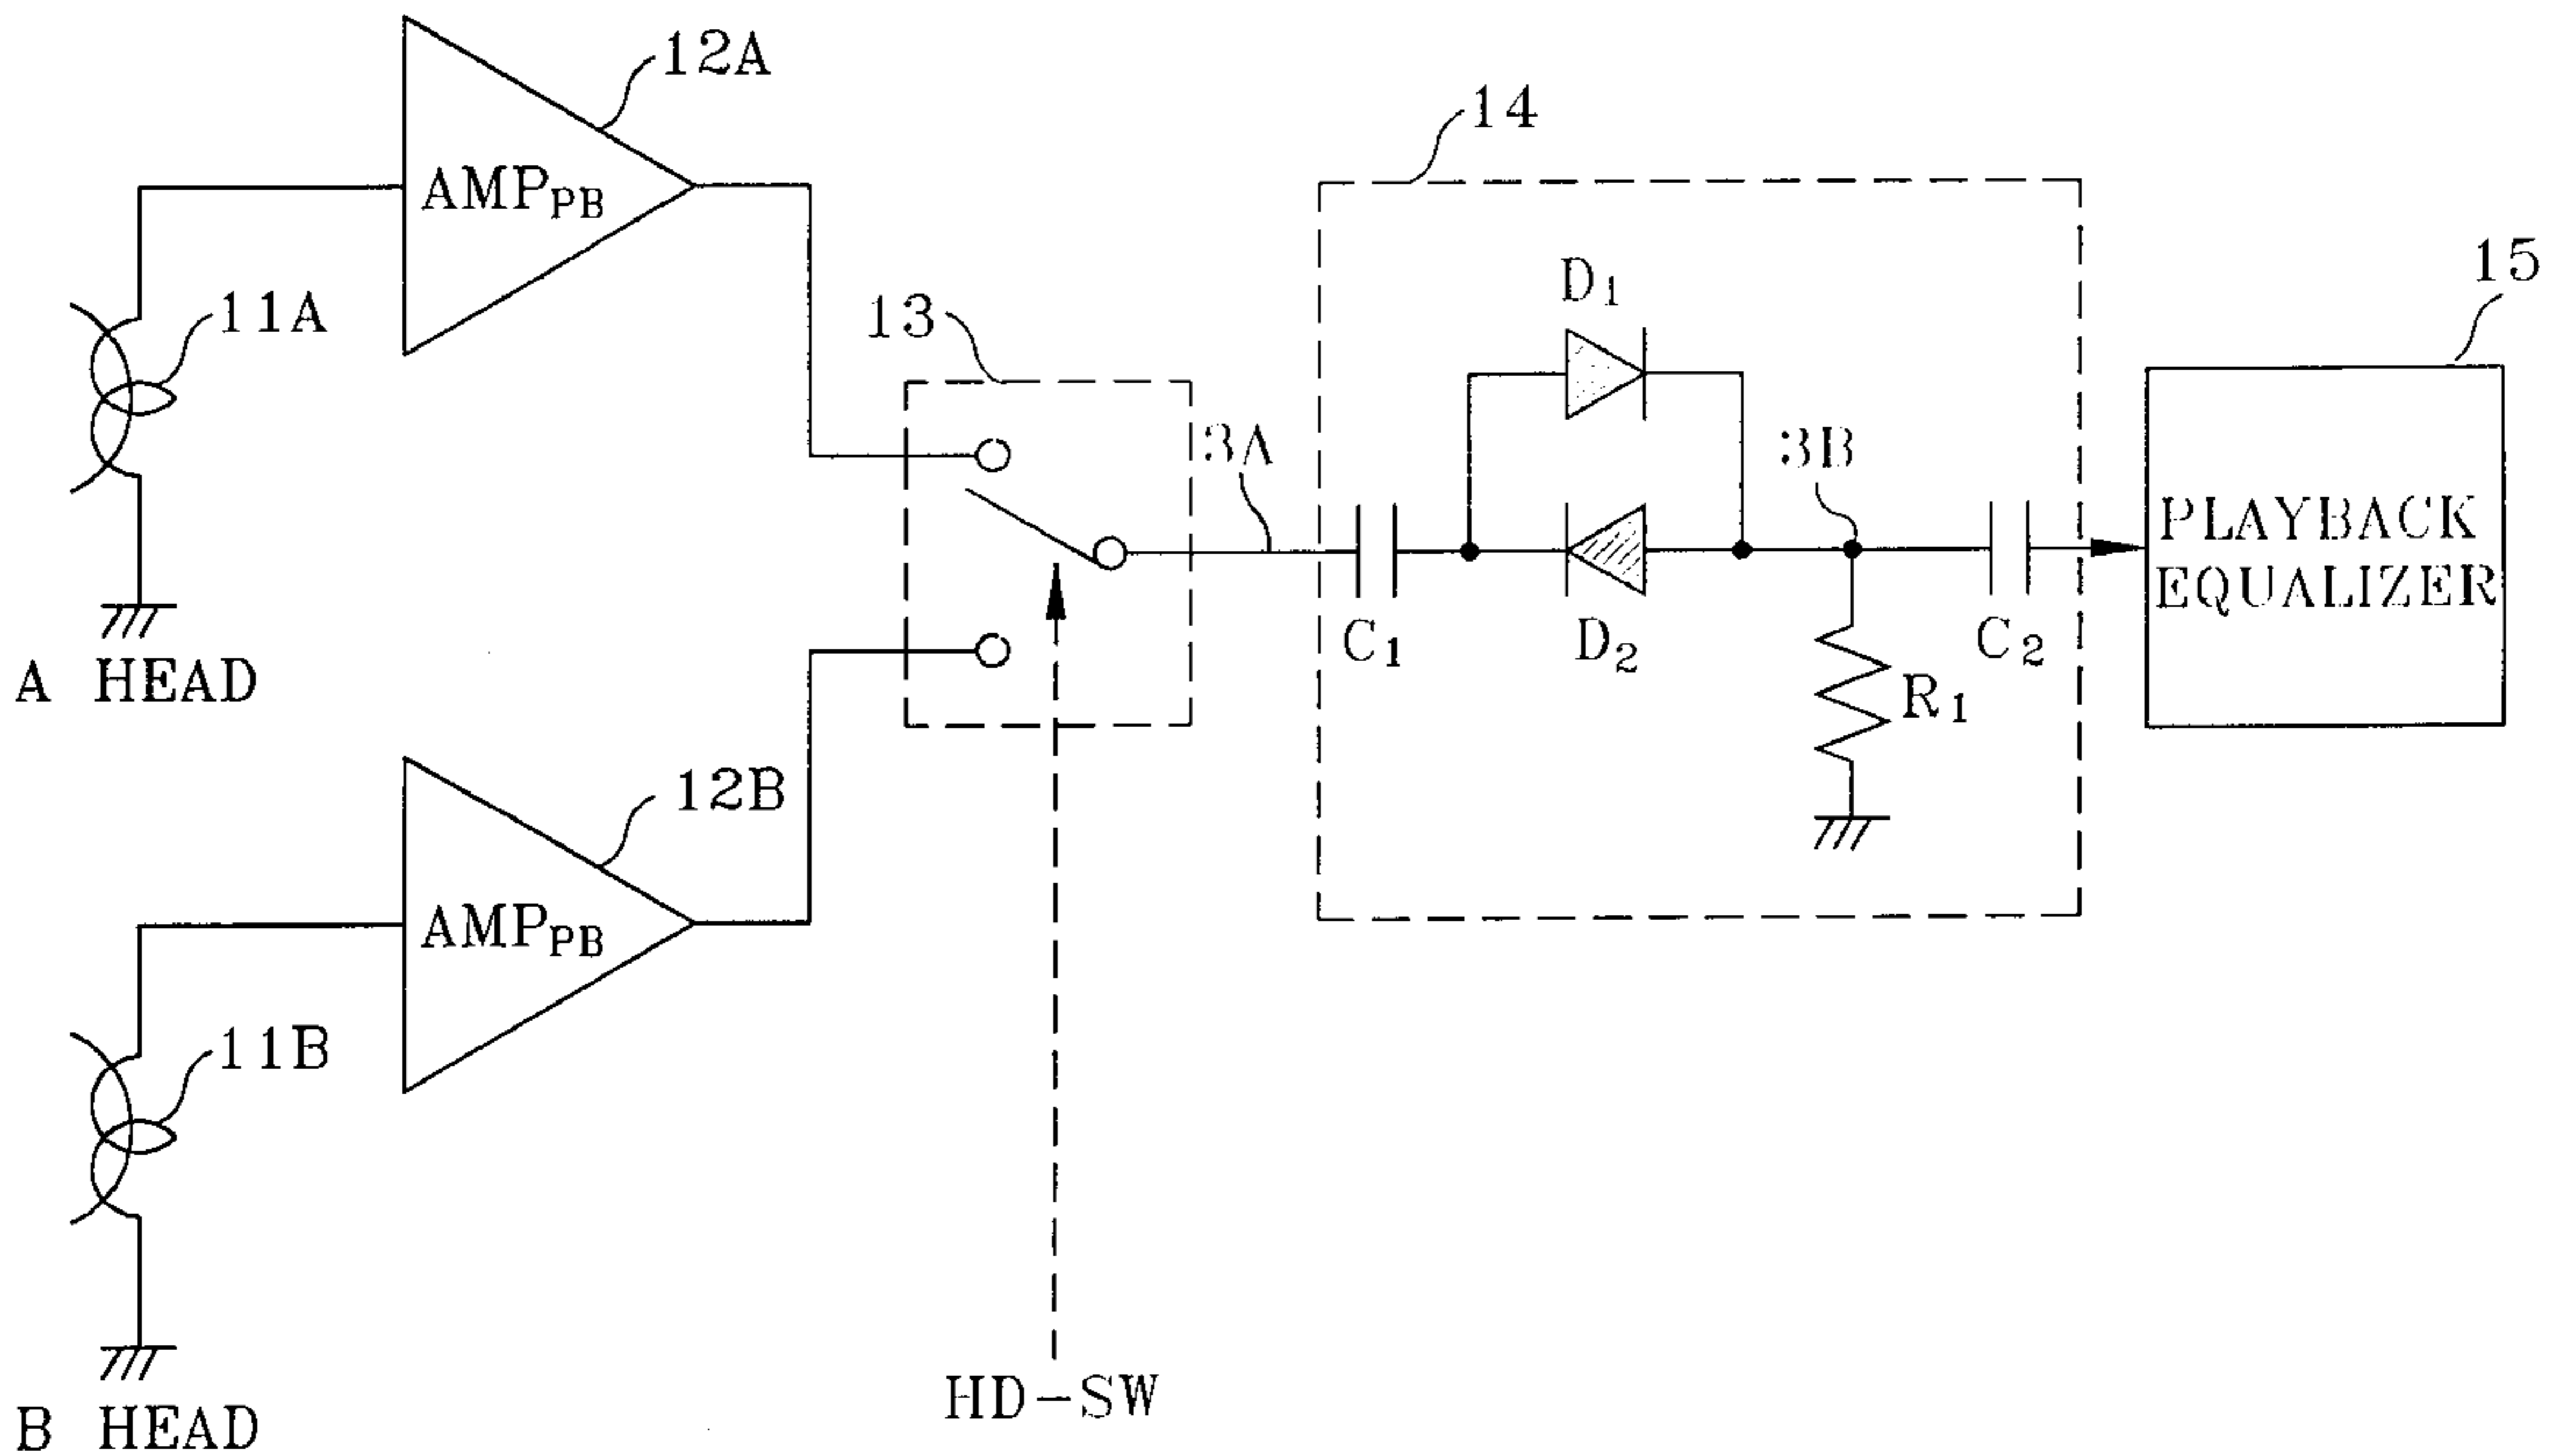 12A
AMPPB
11A
A HEAD
13
3A
14
D1
3B
C1
D2
R1
C2
15
PLAYBACK
EQUALIZER
12B
AMPPB
11B
B HEAD
HD-SW